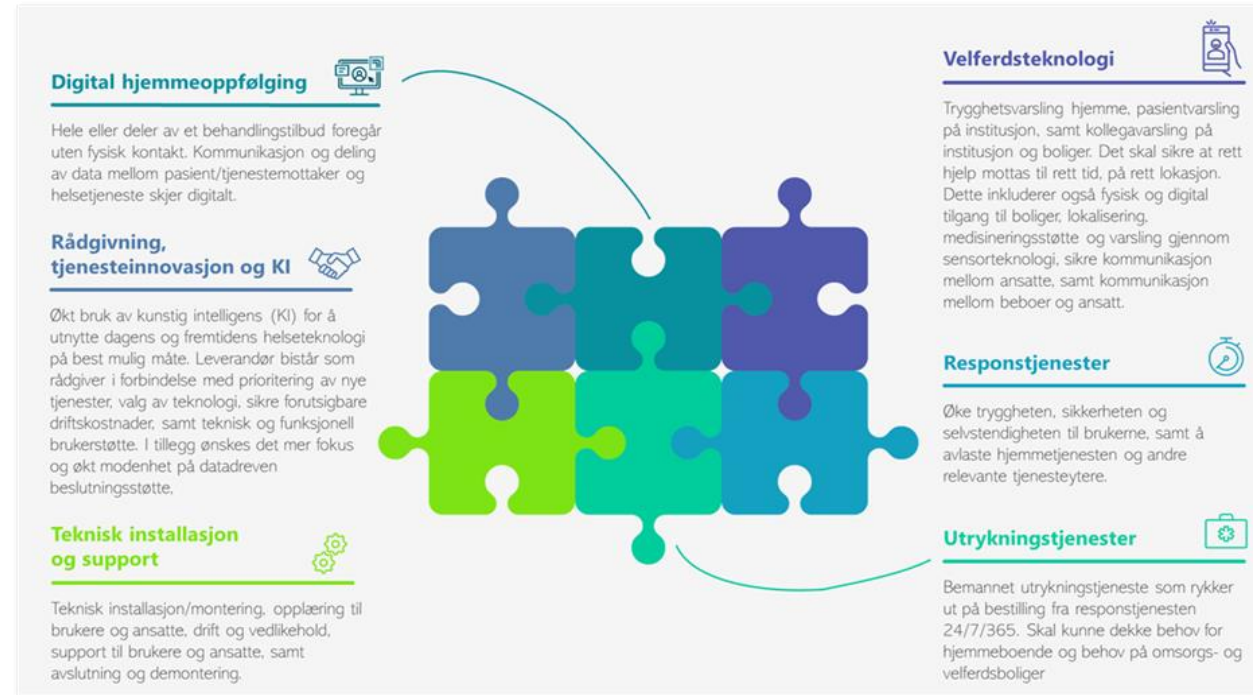 Digital hjemmeoppfølging
Hele eller deler av et behandlingstilbud foregår
uten fysisk kontakt. Kommunikasjon og deling
av data mellom pasient/tjenestemottaker og
helsetjeneste skjer digitalt.
Rådgivning,
tjenesteinnovasjon og KI
Økt bruk av kunstig intelligens (KI) for å
utnytte dagens og fremtidens helseteknologi
på best mulig måte. Leverandør bistår som
rådgiver i forbindelse med prioritering av nye
tjenester, valg av teknologi, sikre forutsigbare
driftskostnader, samt teknisk og funksjonell
brukerstøtte. I tillegg ønskes det mer fokus
og økt modenhet på datadreven
beslutningsstøtte.
Teknisk installasjon
og support
Teknisk installasjon/montering, opplæring til
brukere og ansatte, drift og vedlikehold,
support til brukere og ansatte, samt
avslutning og demontering.
Velferdsteknologi
Trygghetsvarsling hjemme, pasientvarsling
på institusjon, samt kollegavarsling på
institusjon og boliger. Det skal sikre at rett
hjelp mottas til rett tid, på rett lokasjon.
Dette inkluderer også fysisk og digital
tilgang til boliger, lokalisering,
medisineringsstøtte og varsling gjennom
sensorteknologi, sikre kommunikasjon
mellom ansatte, samt kommunikasjon
mellom beboer og ansatt.
Responstjenester
Øke tryggheten, sikkerheten og
selvstendigheten til brukerne, samt å
avlaste hjemmetjenesten og andre
relevante tjenesteytere.
Utrykningstjenester
Bemannet utrykningstjeneste som rykker
ut på bestilling fra responstjenesten
24/7/365. Skal kunne dekke behov for
hjemmeboende og behov på omsorgs- og
velferdsboliger